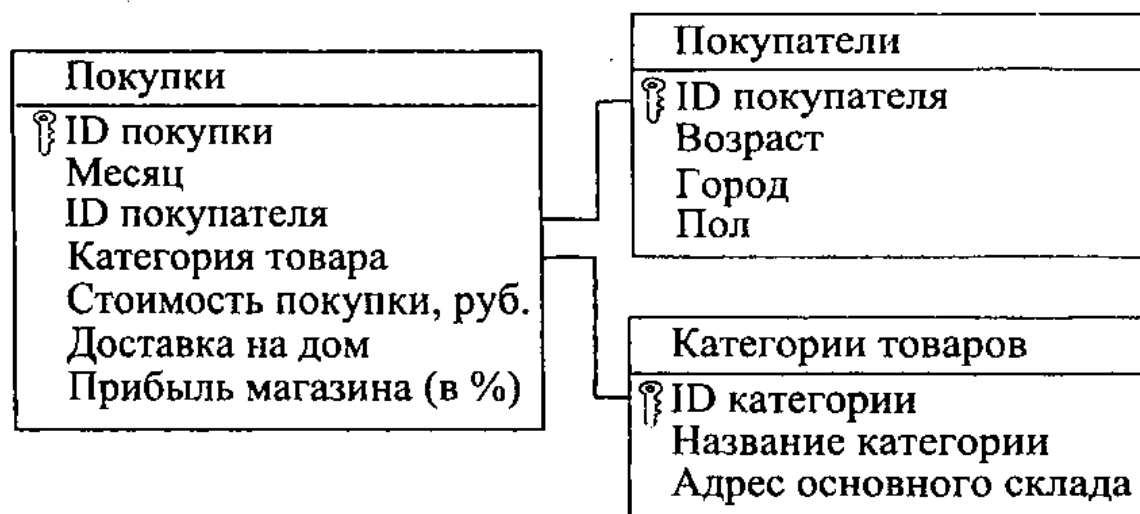 Покупки
ID покупки
Месяц
ID покупателя
Категория товара
Стоимость покупки, руб.
Доставка на дом
Прибыль магазина (в %)
Покупатели
ID покупателя
Возраст
Город
Пол
Категории товаров
ID категории
Название категории
Адрес основного склада